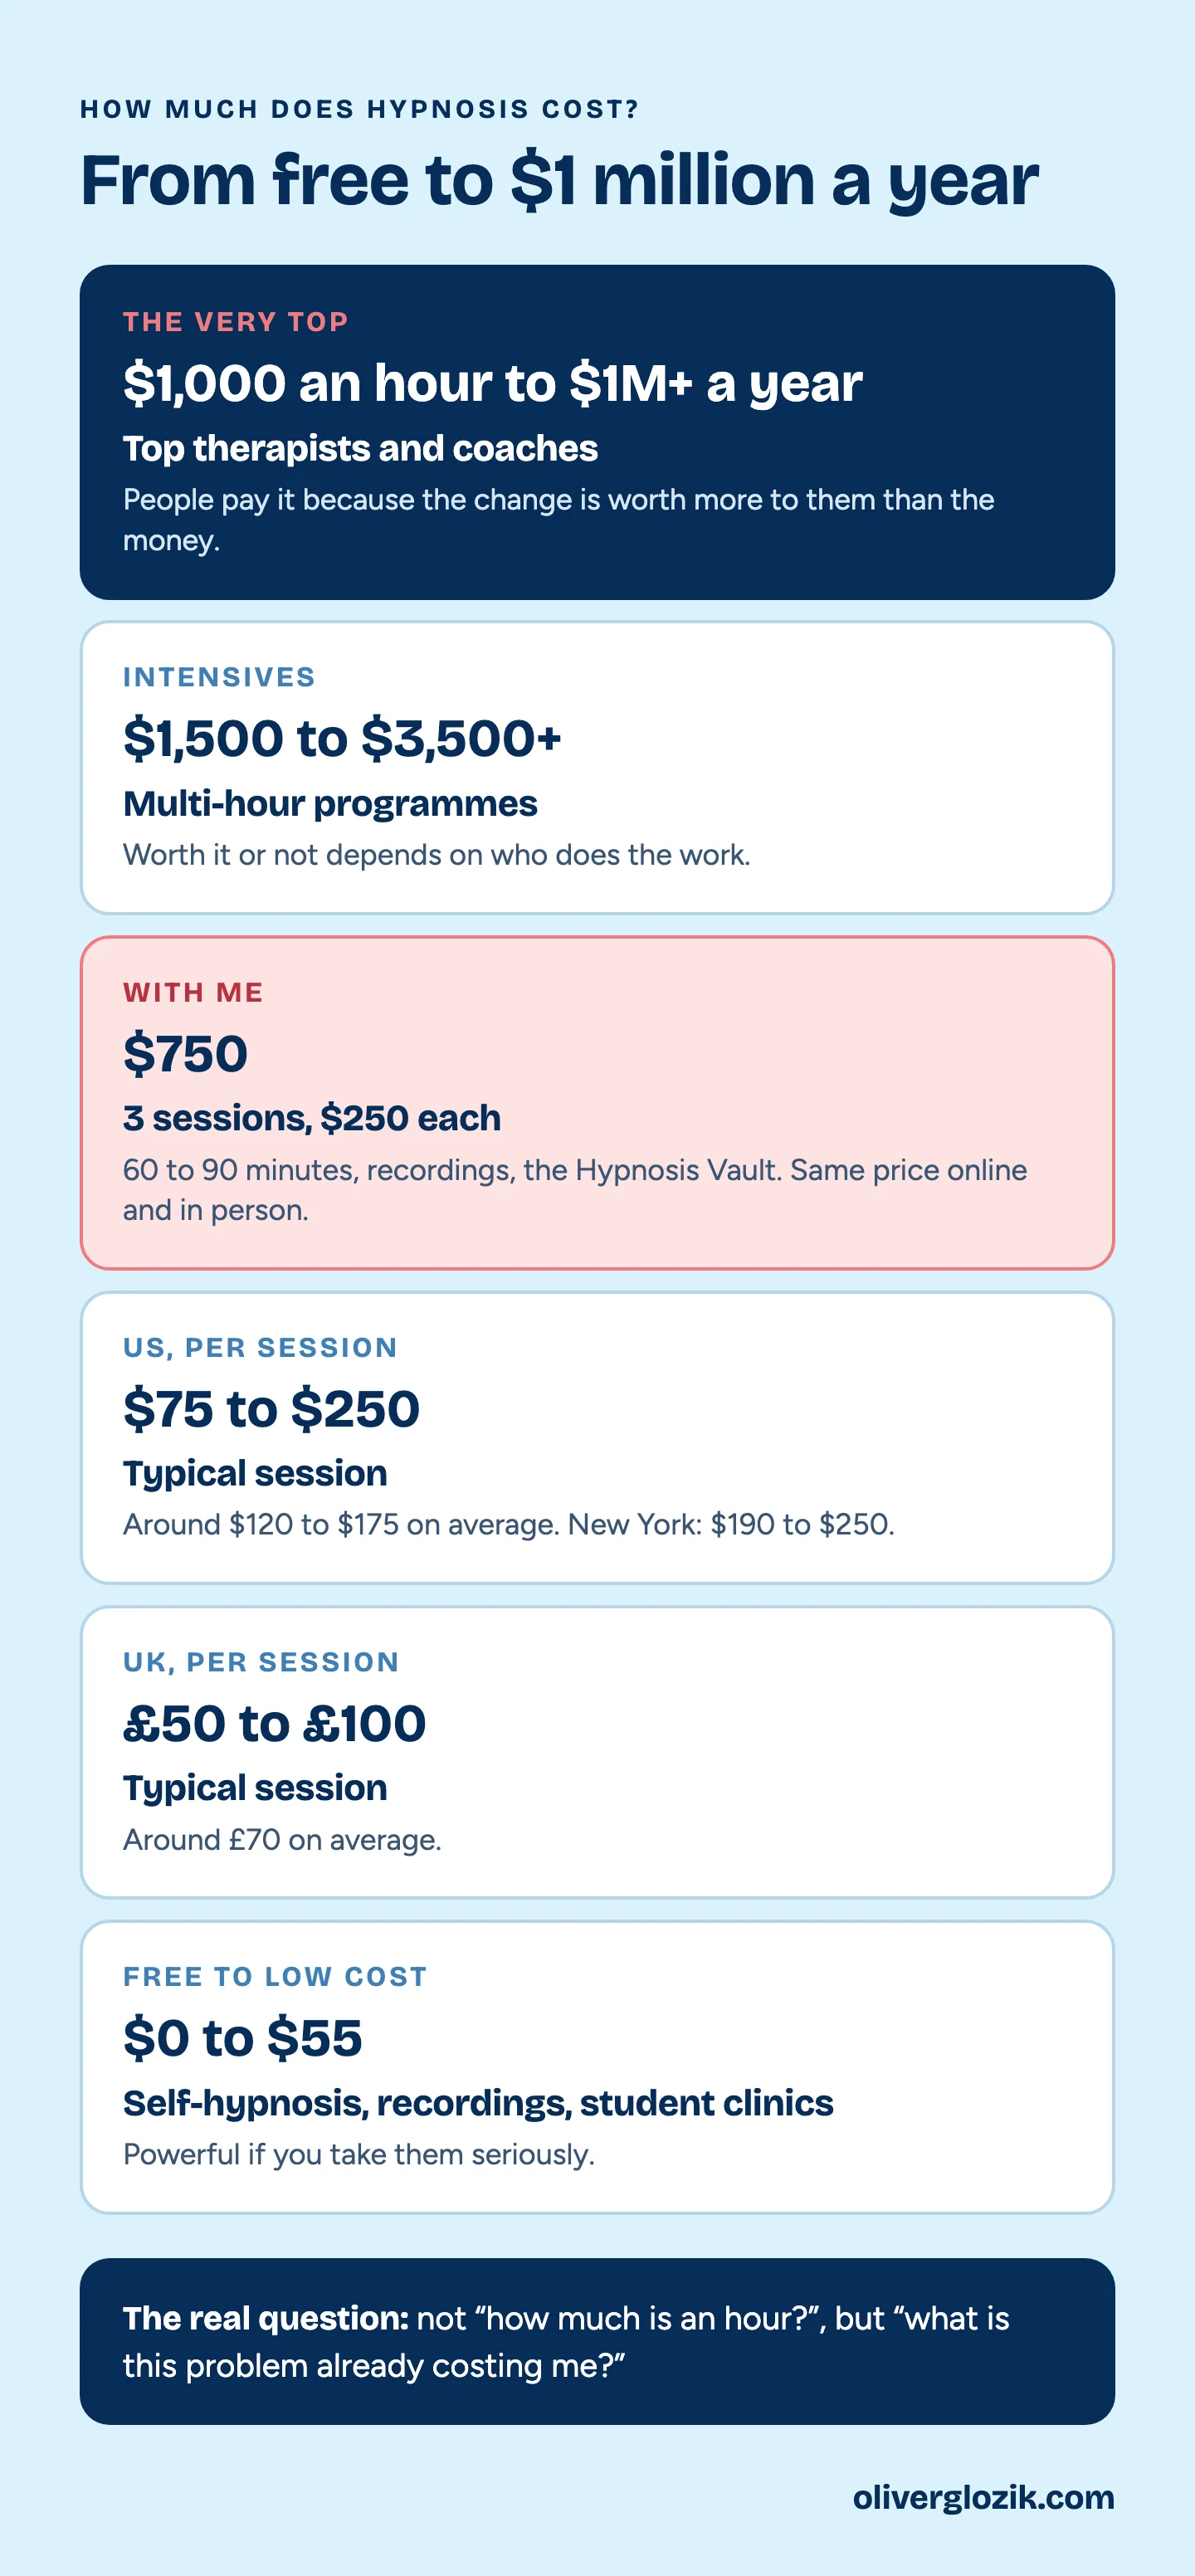 HOW MUCH DOES HYPNOSIS COST?
From free to $1 million a year
THE VERY TOP
$1,000 an hour to $1M+ a year
Top therapists and coaches
People pay it because the change is worth more to them than the
money.
INTENSIVES
$1,500 to $3,500+
Multi-hour programmes
Worth it or not depends on who does the work.
WITH ME
$750
3 sessions, $250 each
60 to 90 minutes, recordings, the Hypnosis Vault. Same price online
and in person.
US, PER SESSION
$75 to $250
Typical session
Around $120 to $175 on average. New York: $190 to $250.
UK, PER SESSION
£50 to £100
Typical session
Around £70 on average.
FREE TO LOW COST
$0 to $55
Self-hypnosis, recordings, student clinics
Powerful if you take them seriously.
The real question: not “how much is an hour?”, but “what is
this problem already costing me?”
oliverglozik.com